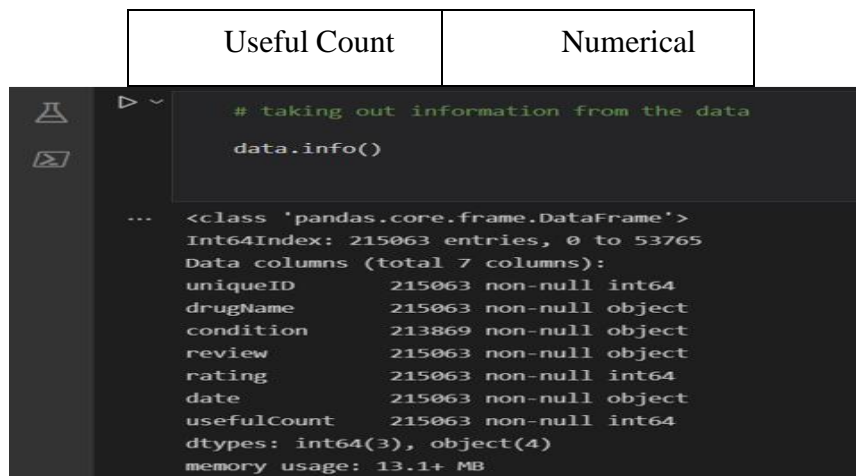 Useful Count Numerical
# taking out information from the data
data.info()
... <class 'pandas.core.frame.DataFrame'>
Int64Index: 215063 entries, 0 to 53765
Data columns (total 7 columns):
uniqueID 215063 non-null int64
drugName 215063 non-null object
condition 213869 non-null object
review 215063 non-null object
rating 215063 non-null int64
date 215063 non-null object
usefulCount 215063 non-null int64
dtypes: int64(3), object(4)
memory usage: 13.1+ MB